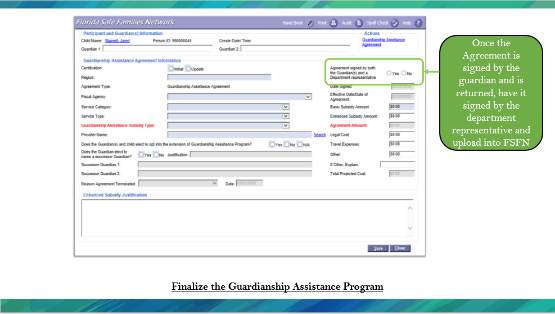 Florida Safe Families Network
Hand Book Print Audit Spell Check Help
Participant and Guardian(s) Information
Actions
Child Name: Person ID: Create Date/ Time:
Guardianship Assistance
Agreement
Guardian 1: Guardian 2:
Guardianship Assistance Agreement Information
Certification: Initial Update
Agreement signed by both
the Guardian(s) and a
Department representative Yes No
Region:
Agreement Type: Guardianship Assistance Agreement Date Signed:
Fiscal Agency: Effective Date/Date of
Agreement:
Service Category: Basic Subsidy Amount: $0.00
Service Type: Enhanced Subsidy Amount: $0.00
Guardianship Assistance Subsidy Type: Agreement Amount:
Provider Name: Search Legal Cost: $0.00
Does the Guardian(s) and child elect to opt into the extension of Guardianship Assistance Program? Yes No N/A Travel Expenses: $0.00
Does the Guardian elect to
name a successor Guardian? Yes No Justification: Other: $0.00
Successor Guardian 1: If Other, Explain:
Successor Guardian 2: Total Projected Cost:
Reason Agreement Terminated: Date:
Enhanced Subsidy Justification
Save Close
Once the
Agreement is
signed by the
guardian and is
returned, have it
signed by the
department
representative and
upload into FSFN
Finalize the Guardianship Assistance Program